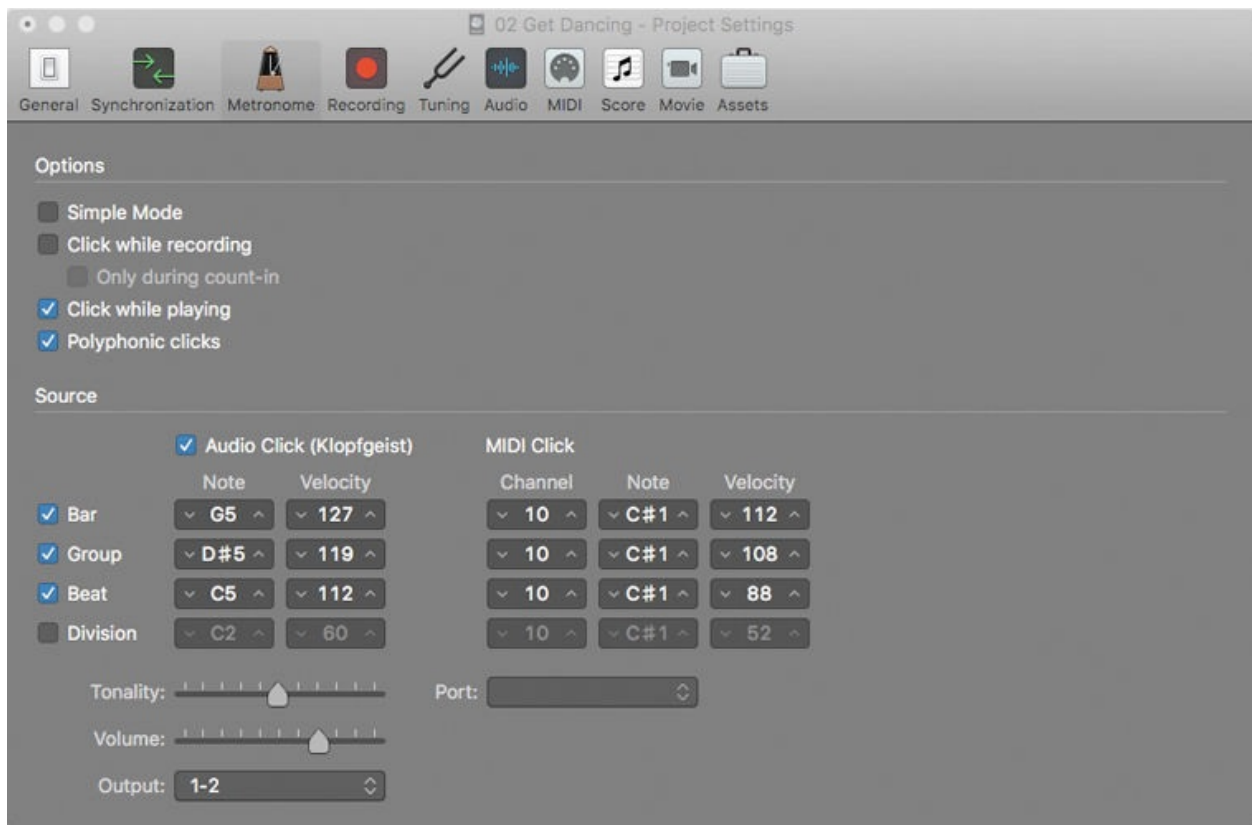 02 Get Dancing - Project Settings
General Synchronization Metronome Recording Tuning Audio MIDI Score Movie Assets
Options
Simple Mode
Click while recording
Only during count-in
Click while playing
Polyphonic clicks
Source
Audio Click (Klopfgeist) MIDI Click
Note Velocity Channel Note Velocity
Bar G5 127 10 C#1 112
Group D#5 119 10 C#1 108
Beat C5 112 10 C#1 88
Division C2 60 10 C#1 52
Tonality: Port:
Volume:
Output: 1-2